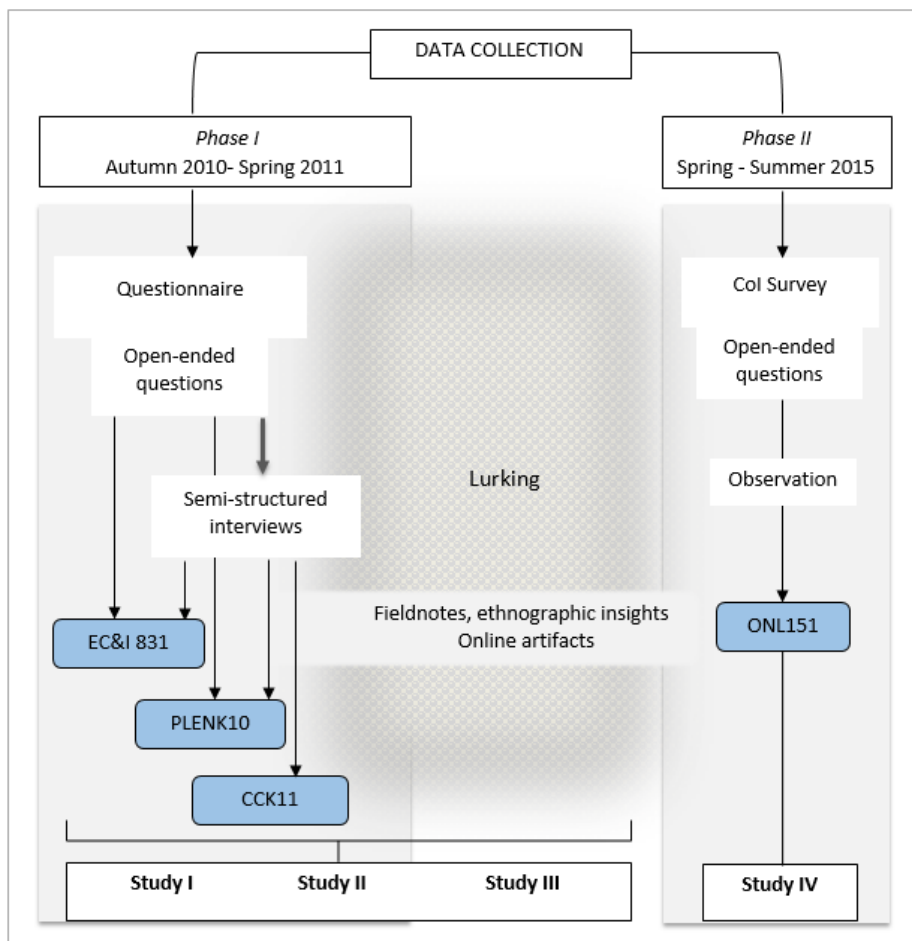 DATA COLLECTION
Phase I
Autumn 2010- Spring 2011
Phase II
Spring - Summer 2015
Questionnaire
Open-ended
questions
Semi-structured
interviews
EC&I 831
PLENK10
CCK11
Lurking
Fieldnotes, ethnographic insights
Online artifacts
CoI Survey
Open-ended
questions
Observation
ONL151
Study I
Study II
Study III
Study IV